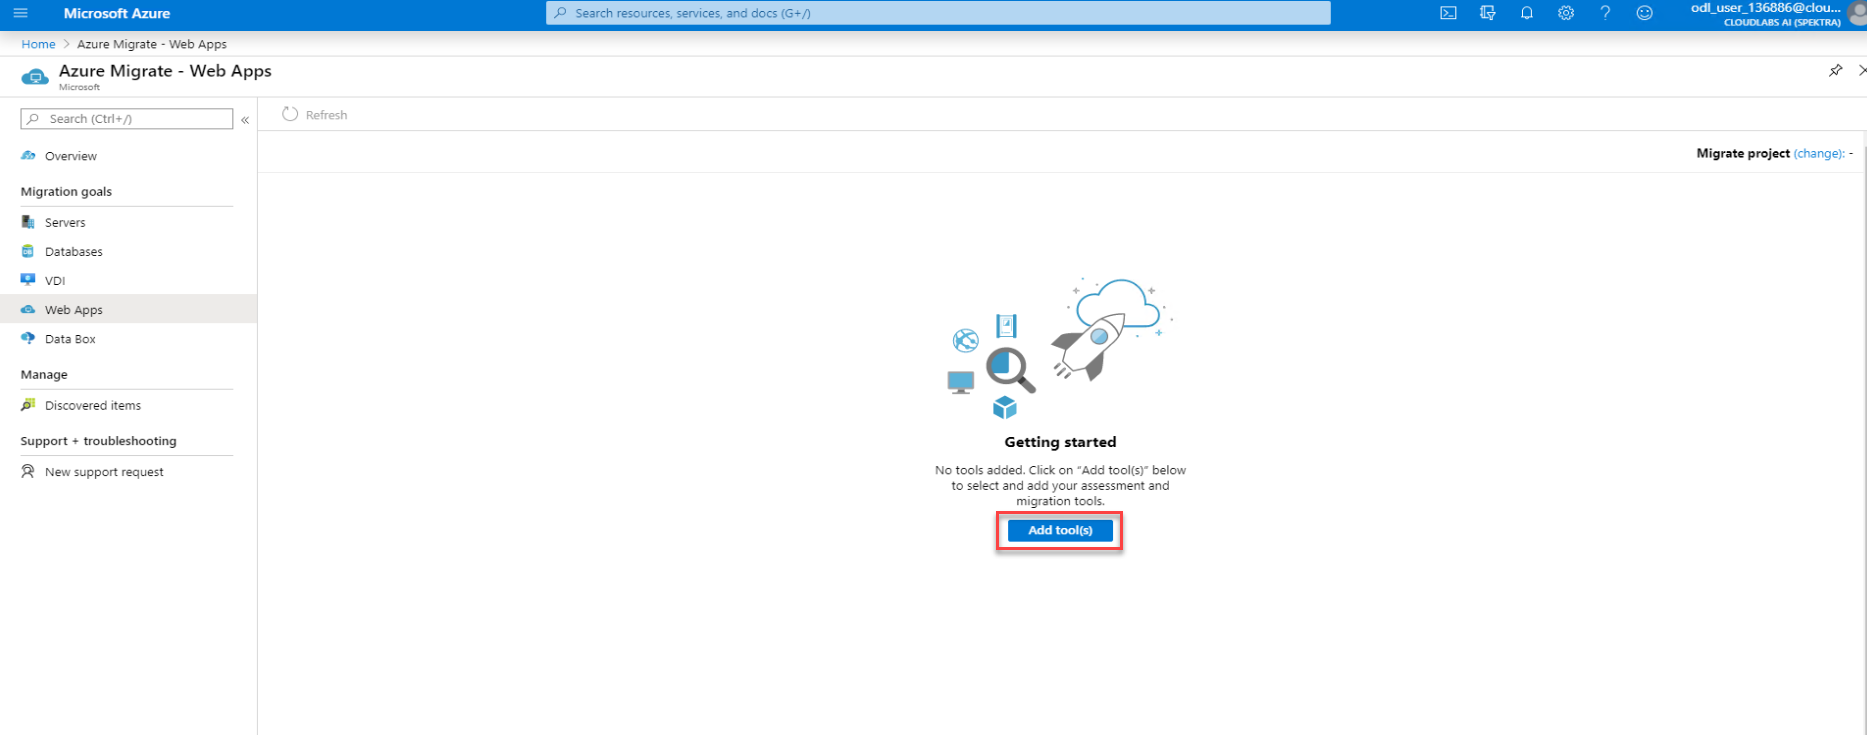 Microsoft Azure
Search resources, services, and docs (G+/)
odl_user_136886@clou...
CLOUDLABS AI (SPEKTRA)
Home > Azure Migrate - Web Apps
Azure Migrate - Web Apps
Microsoft
Search (Ctrl+/)
«
Refresh
Overview
Migrate project (change): -
Migration goals
Servers
Databases
VDI
Web Apps
Data Box
Manage
Discovered items
Support + troubleshooting
New support request
Getting started
No tools added. Click on "Add tool(s)" below
to select and add your assessment and
migration tools.
Add tool(s)